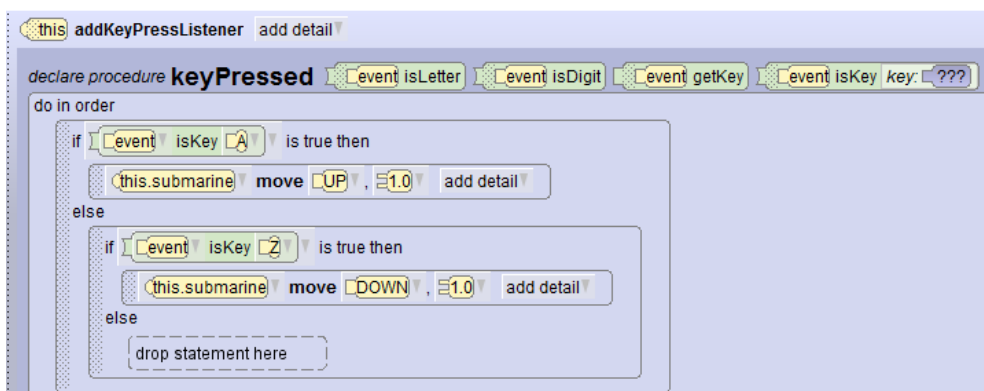 this addKeyPressListener add detail
declare procedure keyPressed event isLetter event isDigit event getKey event isKey key: ???
do in order
if event isKey A is true then
this.submarine move UP , 1.0 add detail
else
if event isKey Z is true then
this.submarine move DOWN , 1.0 add detail
else
drop statement here